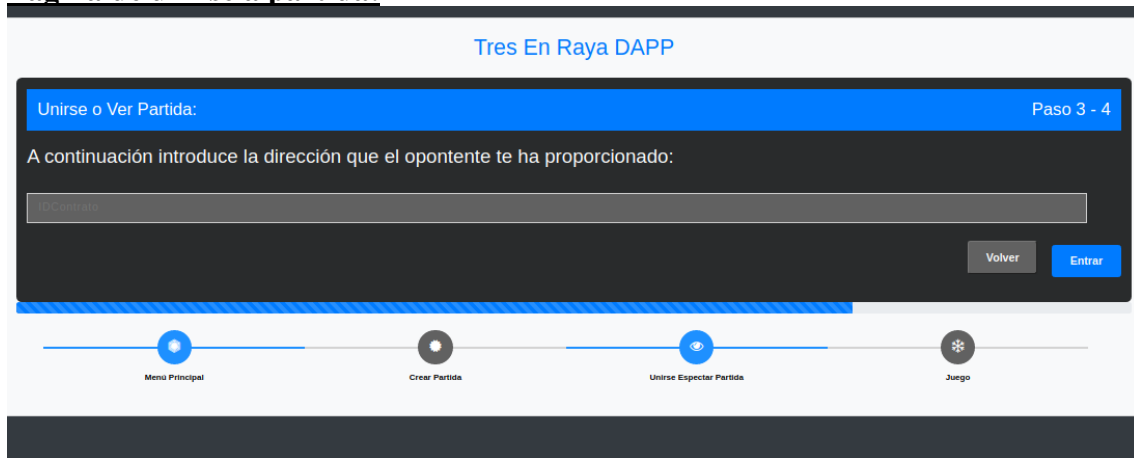 Tres En Raya DAPP
Unirse o Ver Partida: Paso 3 - 4
A continuación introduce la dirección que el opontente te ha proporcionado:
IDContrato
Volver Entrar
Menú Principal Crear Partida Unirse Espectar Partida Juego